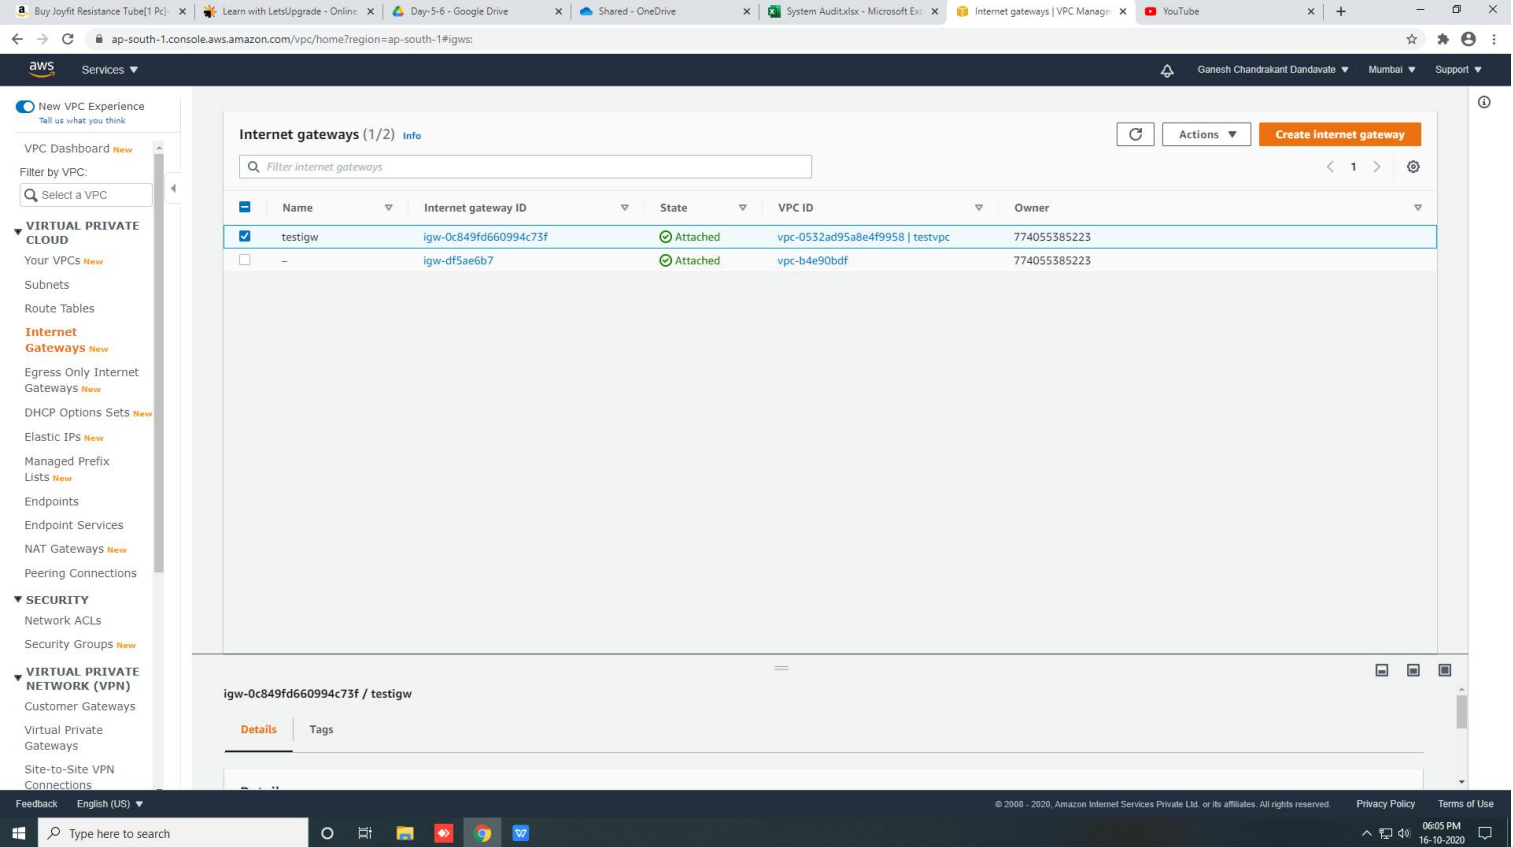 Buy Joyfit Resistance Tube[1 Pc]-
Learn with LetsUpgrade - Online
Day-5-6 - Google Drive
Shared - OneDrive
System Audit.xlsx - Microsoft Exc
Internet gateways | VPC Manage
YouTube
ap-south-1.console.aws.amazon.com/vpc/home?region=ap-south-1#igws:
aws
Services
Ganesh Chandrakant Dandavate
Mumbai
Support
New VPC Experience
Tell us what you think
VPC Dashboard New
Filter by VPC:
Select a VPC
VIRTUAL PRIVATE
CLOUD
Your VPCs New
Subnets
Route Tables
Internet
Gateways New
Egress Only Internet
Gateways New
DHCP Options Sets New
Elastic IPs New
Managed Prefix
Lists New
Endpoints
Endpoint Services
NAT Gateways New
Peering Connections
SECURITY
Network ACLs
Security Groups New
VIRTUAL PRIVATE
NETWORK (VPN)
Customer Gateways
Virtual Private
Gateways
Site-to-Site VPN
Connections
Internet gateways (1/2) Info
Actions
Create internet gateway
Filter internet gateways
1
Name Internet gateway ID State VPC ID Owner
testigw igw-0c849fd660994c73f Attached vpc-0532ad95a8e4f9958 | testvpc 774055385223
– igw-df5ae6b7 Attached vpc-b4e90bdf 774055385223
igw-0c849fd660994c73f / testigw
Details
Tags
Feedback
English (US)
© 2008 - 2020, Amazon Internet Services Private Ltd. or its affiliates. All rights reserved.
Privacy Policy
Terms of Use
Type here to search
06:05 PM
16-10-2020